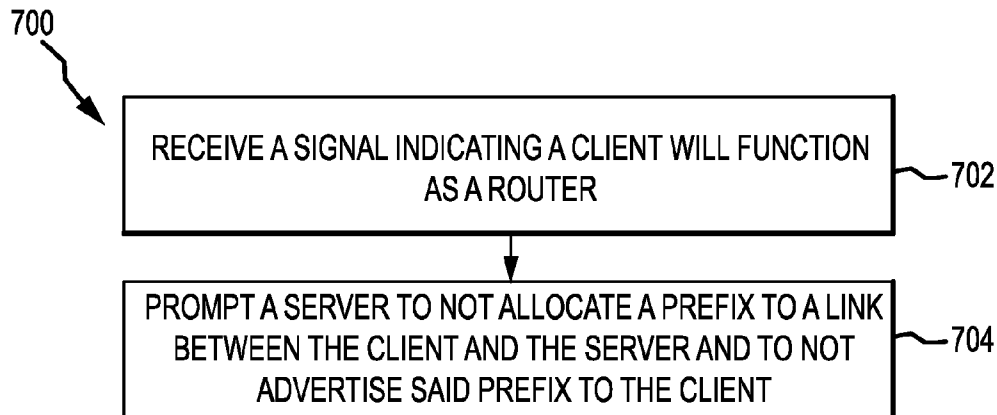 700
RECEIVE A SIGNAL INDICATING A CLIENT WILL FUNCTION
AS A ROUTER
702
PROMPT A SERVER TO NOT ALLOCATE A PREFIX TO A LINK
BETWEEN THE CLIENT AND THE SERVER AND TO NOT
ADVERTISE SAID PREFIX TO THE CLIENT
704